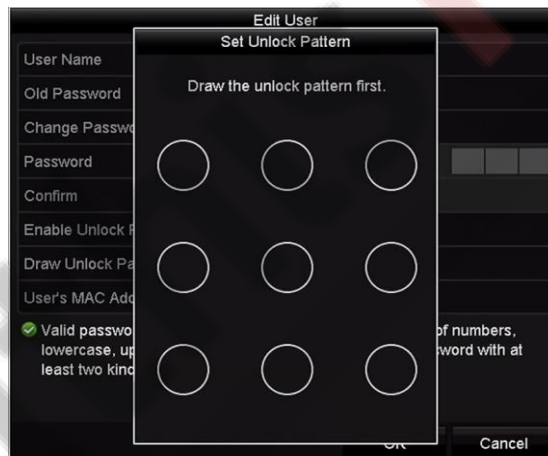 Edit User
Set Unlock Pattern
Draw the unlock pattern first.
User Name
Old Password
Change Passwo
Password
Confirm
Enable Unlock
Draw Unlock Pa
User's MAC Add
Valid passwo of numbers,
lowercase, up word with at
least two kind
OK Cancel